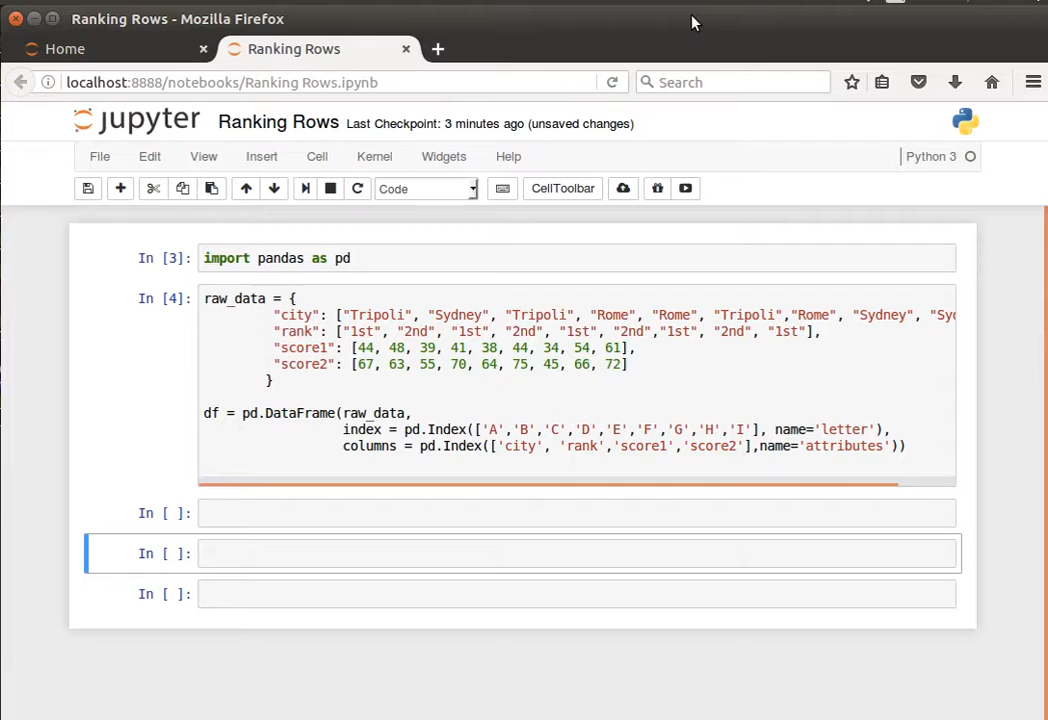 Ranking Rows - Mozilla Firefox
Home
Ranking Rows
localhost:8888/notebooks/Ranking Rows.ipynb
Search
jupyter Ranking Rows Last Checkpoint: 3 minutes ago (unsaved changes)
File Edit View Insert Cell Kernel Widgets Help Python 3
Code CellToolbar
In [3]: import pandas as pd
In [4]: raw_data = {
"city": ["Tripoli", "Sydney", "Tripoli", "Rome", "Rome", "Tripoli","Rome", "Sydney", "Sy
"rank": ["1st", "2nd", "1st", "2nd", "1st", "2nd","1st", "2nd", "1st"],
"score1": [44, 48, 39, 41, 38, 44, 34, 54, 61],
"score2": [67, 63, 55, 70, 64, 75, 45, 66, 72]
}
df = pd.DataFrame(raw_data,
index = pd.Index(['A','B','C','D','E','F','G','H','I'], name='letter'),
columns = pd.Index(['city', 'rank','score1','score2'],name='attributes'))
In [ ]:
In [ ]:
In [ ]: